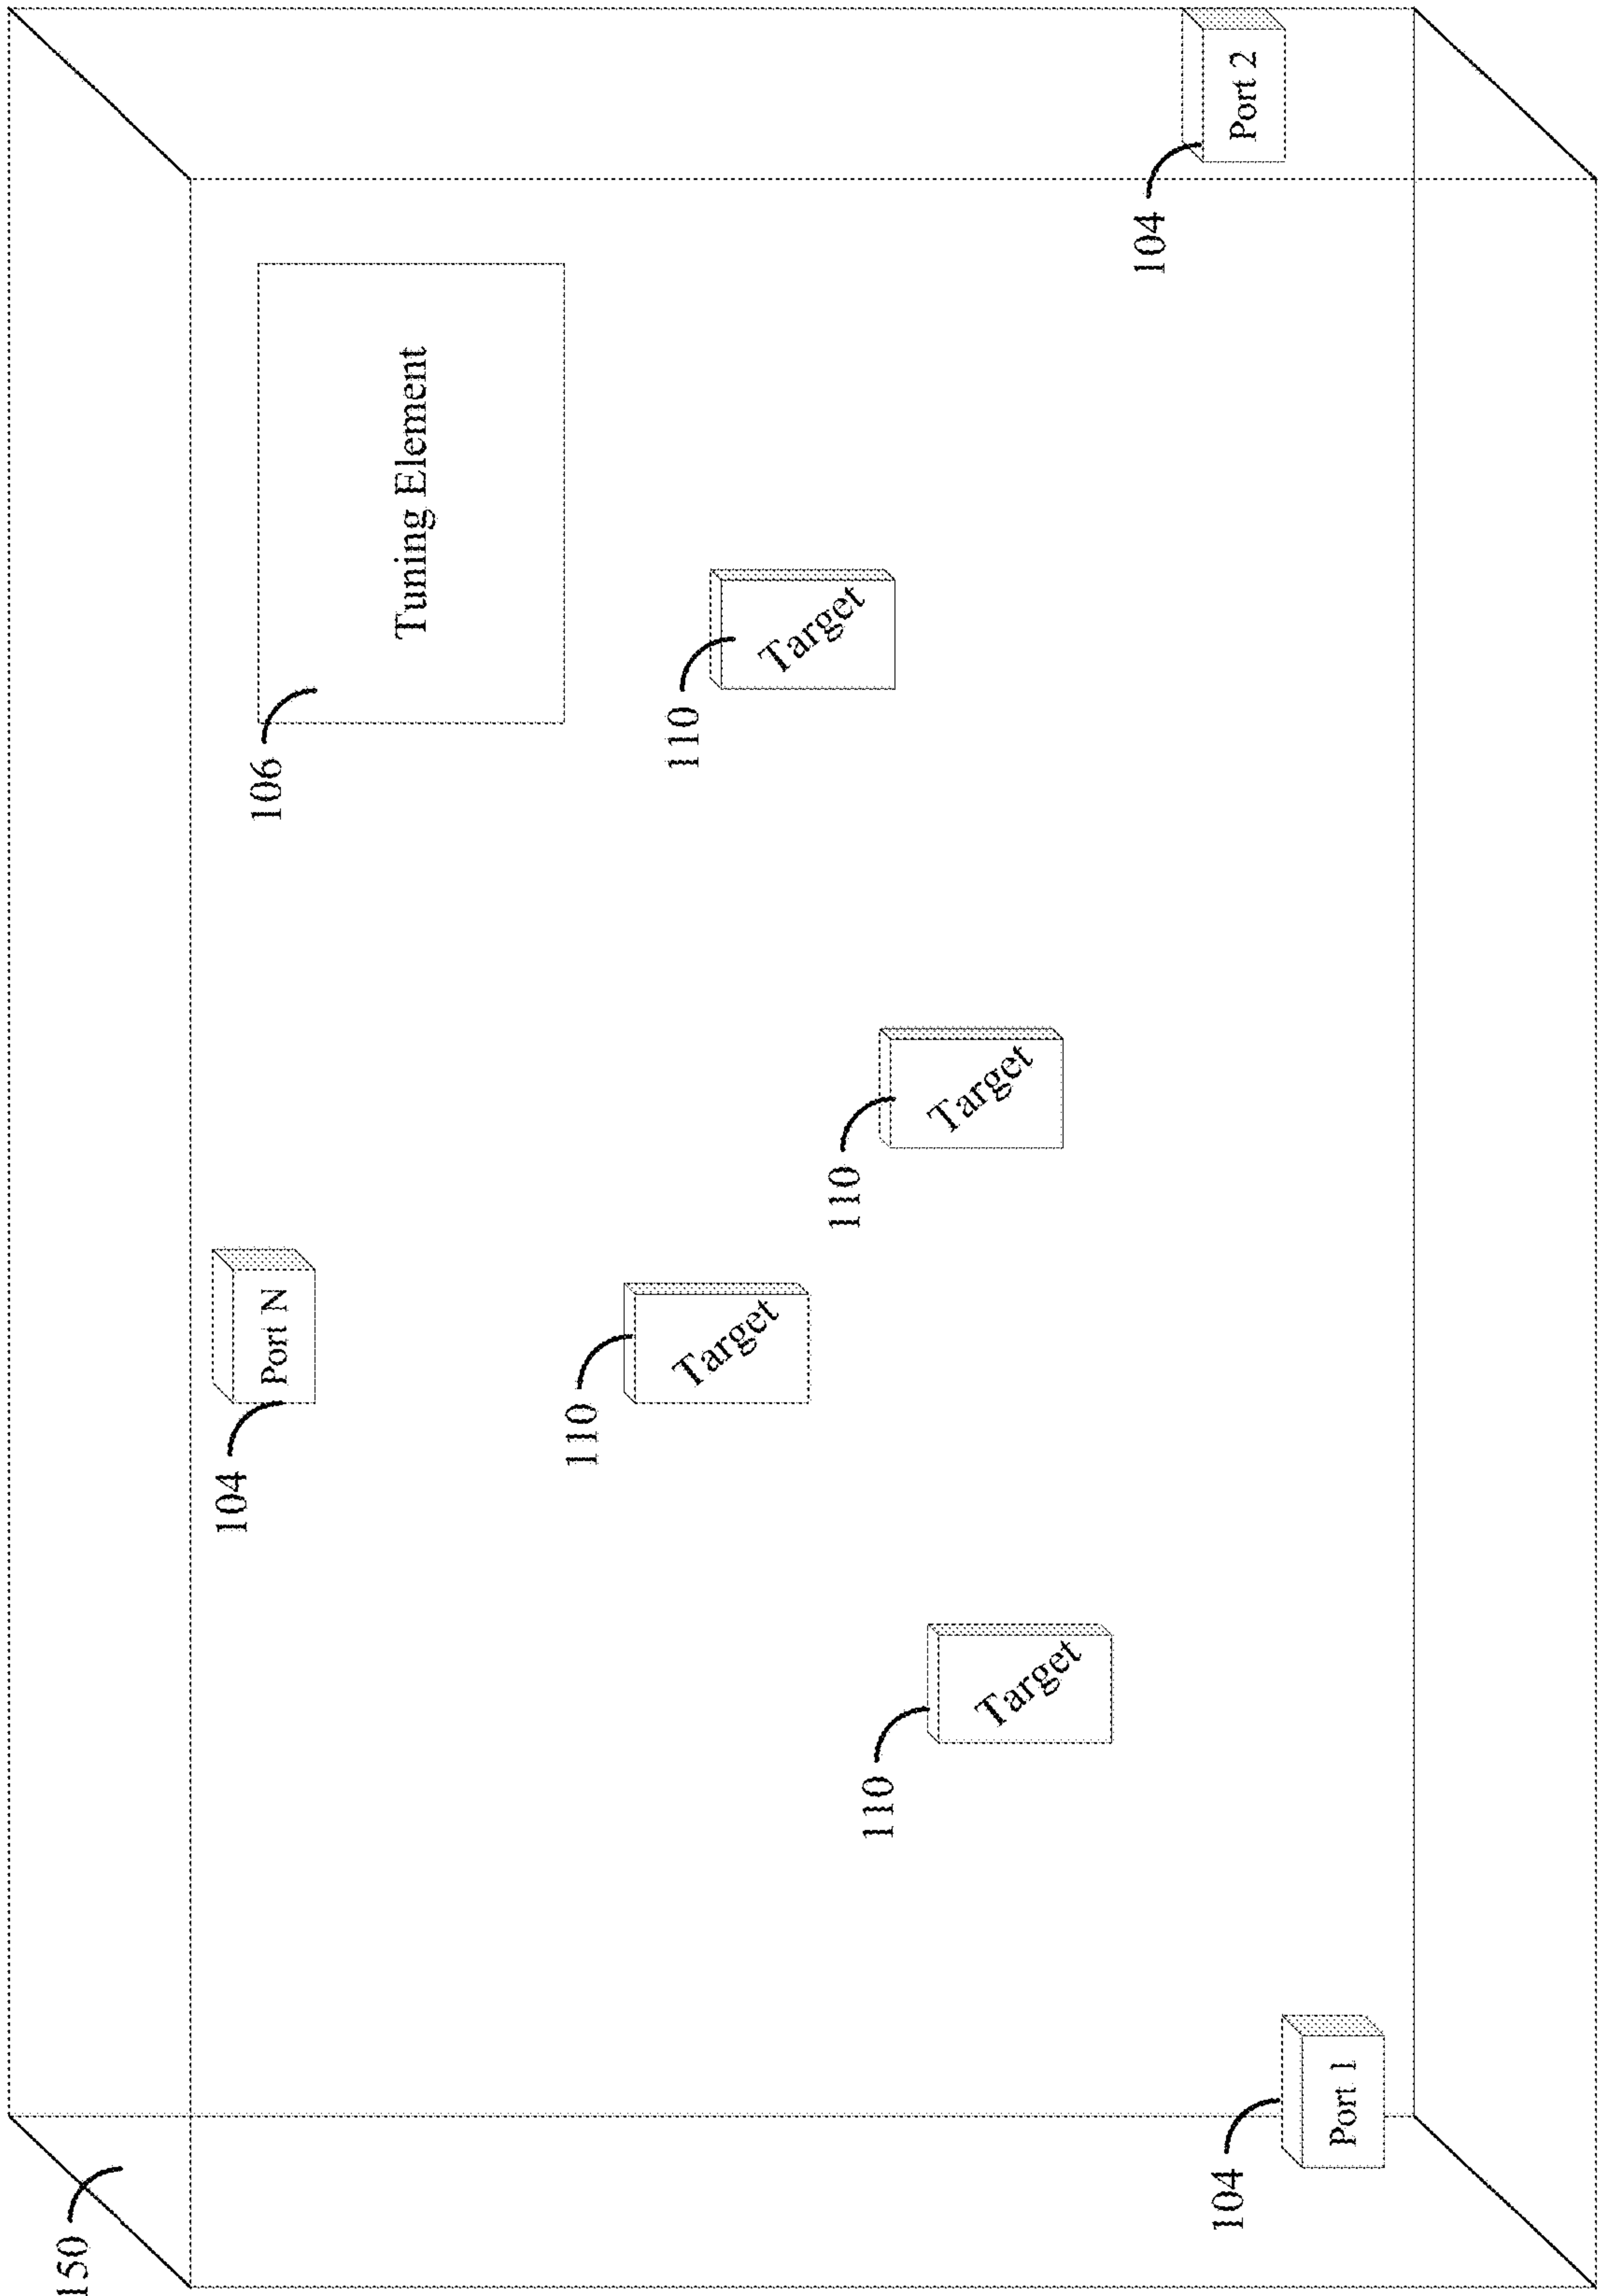 150
104
Port N
106
Tuning Element
110
Target
110
Target
110
Target
110
Target
104
Port 2
104
Port 1